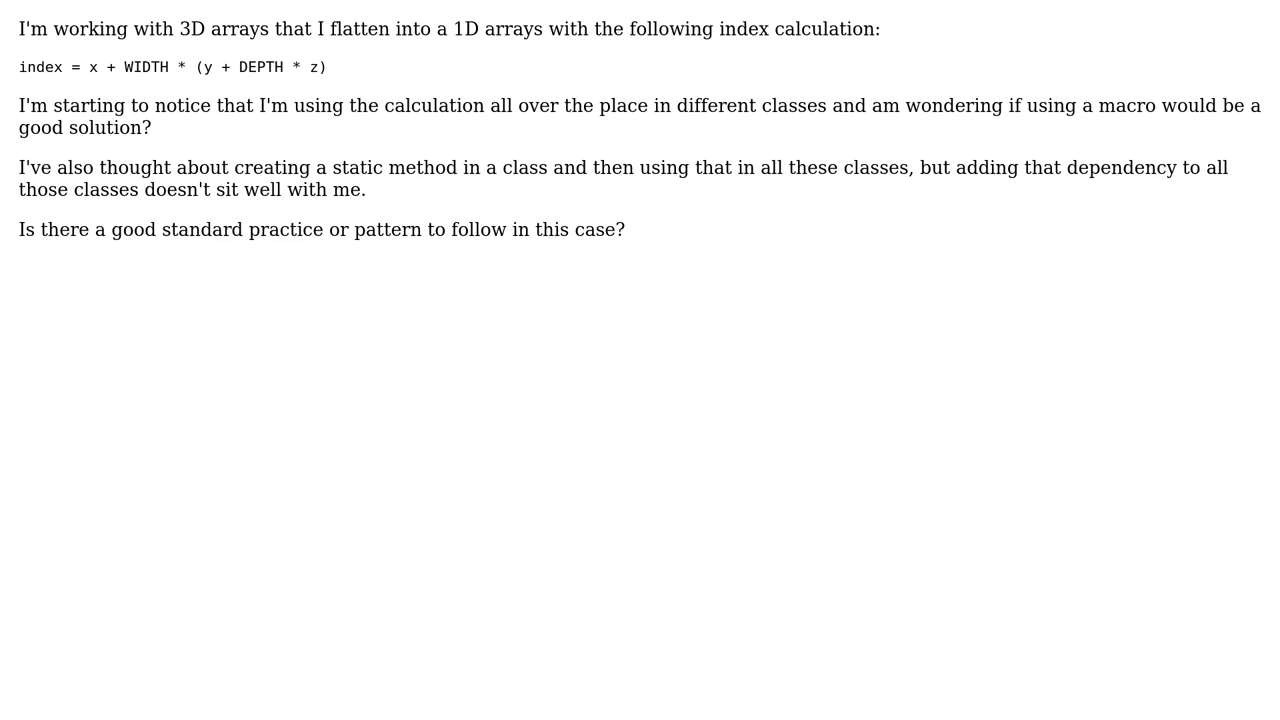 I'm working with 3D arrays that I flatten into a 1D arrays with the following index calculation:
index = x + WIDTH * (y + DEPTH * z)
I'm starting to notice that I'm using the calculation all over the place in different classes and am wondering if using a macro would be a
good solution?
I've also thought about creating a static method in a class and then using that in all these classes, but adding that dependency to all
those classes doesn't sit well with me.
Is there a good standard practice or pattern to follow in this case?